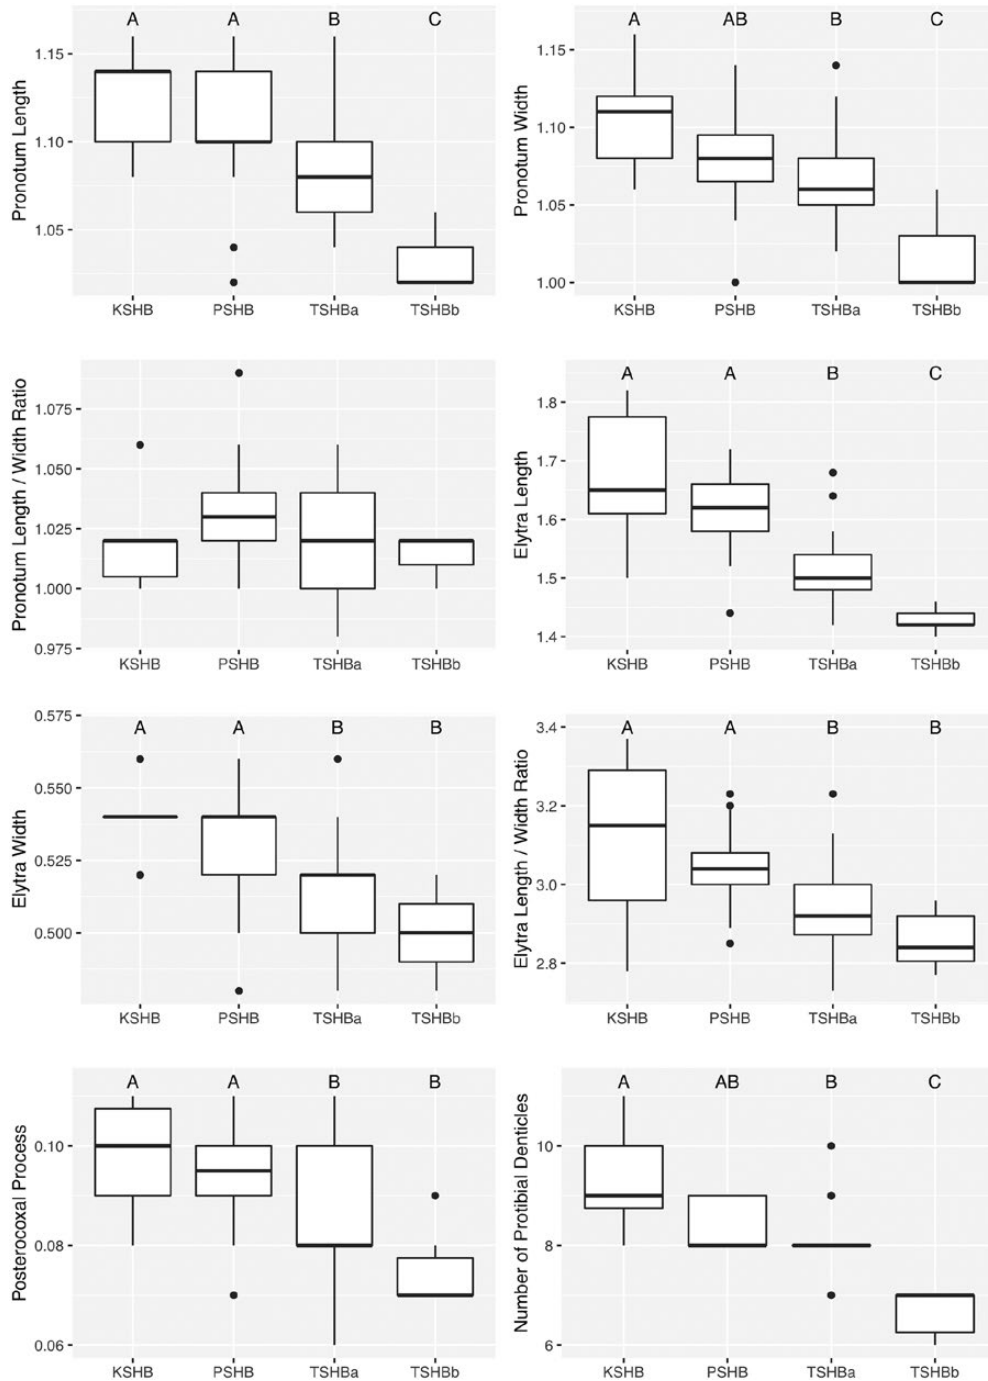 A A B C
Pronotum Length
1.15
1.10
1.05
KSHB PSHB TSHBa TSHBb
A AB B C
Pronotum Width
1.15
1.10
1.05
1.00
KSHB PSHB TSHBa TSHBb
Pronotum Length / Width Ratio
1.075
1.050
1.025
1.000
0.975
KSHB PSHB TSHBa TSHBb
A A B C
Elytra Length
1.8
1.7
1.6
1.5
1.4
KSHB PSHB TSHBa TSHBb
A A B B
Elytra Width
0.575
0.550
0.525
0.500
KSHB PSHB TSHBa TSHBb
A A B B
Elytra Length / Width Ratio
3.4
3.2
3.0
2.8
KSHB PSHB TSHBa TSHBb
A A B B
Posterocoxal Process
0.10
0.08
0.06
KSHB PSHB TSHBa TSHBb
A AB B C
Number of Protibial Denticles
10
8
6
KSHB PSHB TSHBa TSHBb